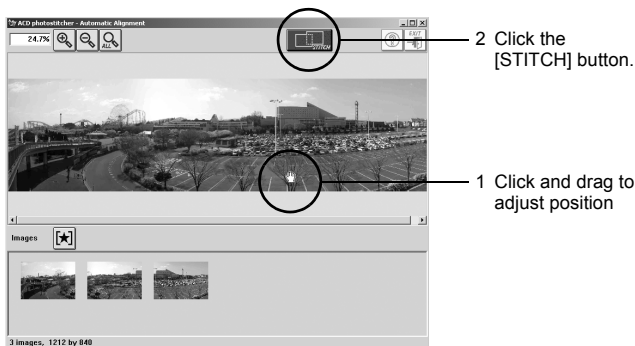 ACD photostitcher - Automatic Alignment
24.7%
ALL
STITCH
EXIT
2 Click the
[STITCH] button.
1 Click and drag to
adjust position
Images
3 images, 1212 by 840